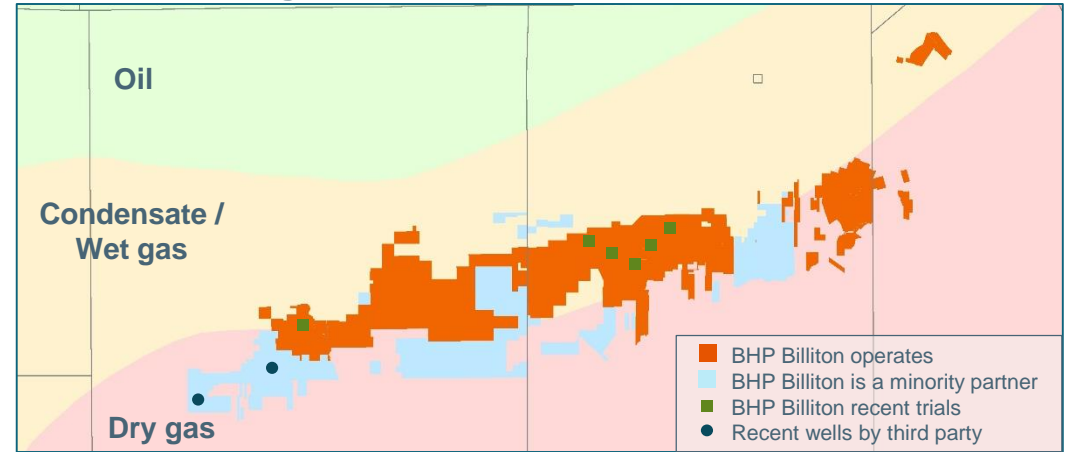 Oil
Condensate /
Wet gas
Dry gas
BHP Billiton operates
BHP Billiton is a minority partner
BHP Billiton recent trials
Recent wells by third party